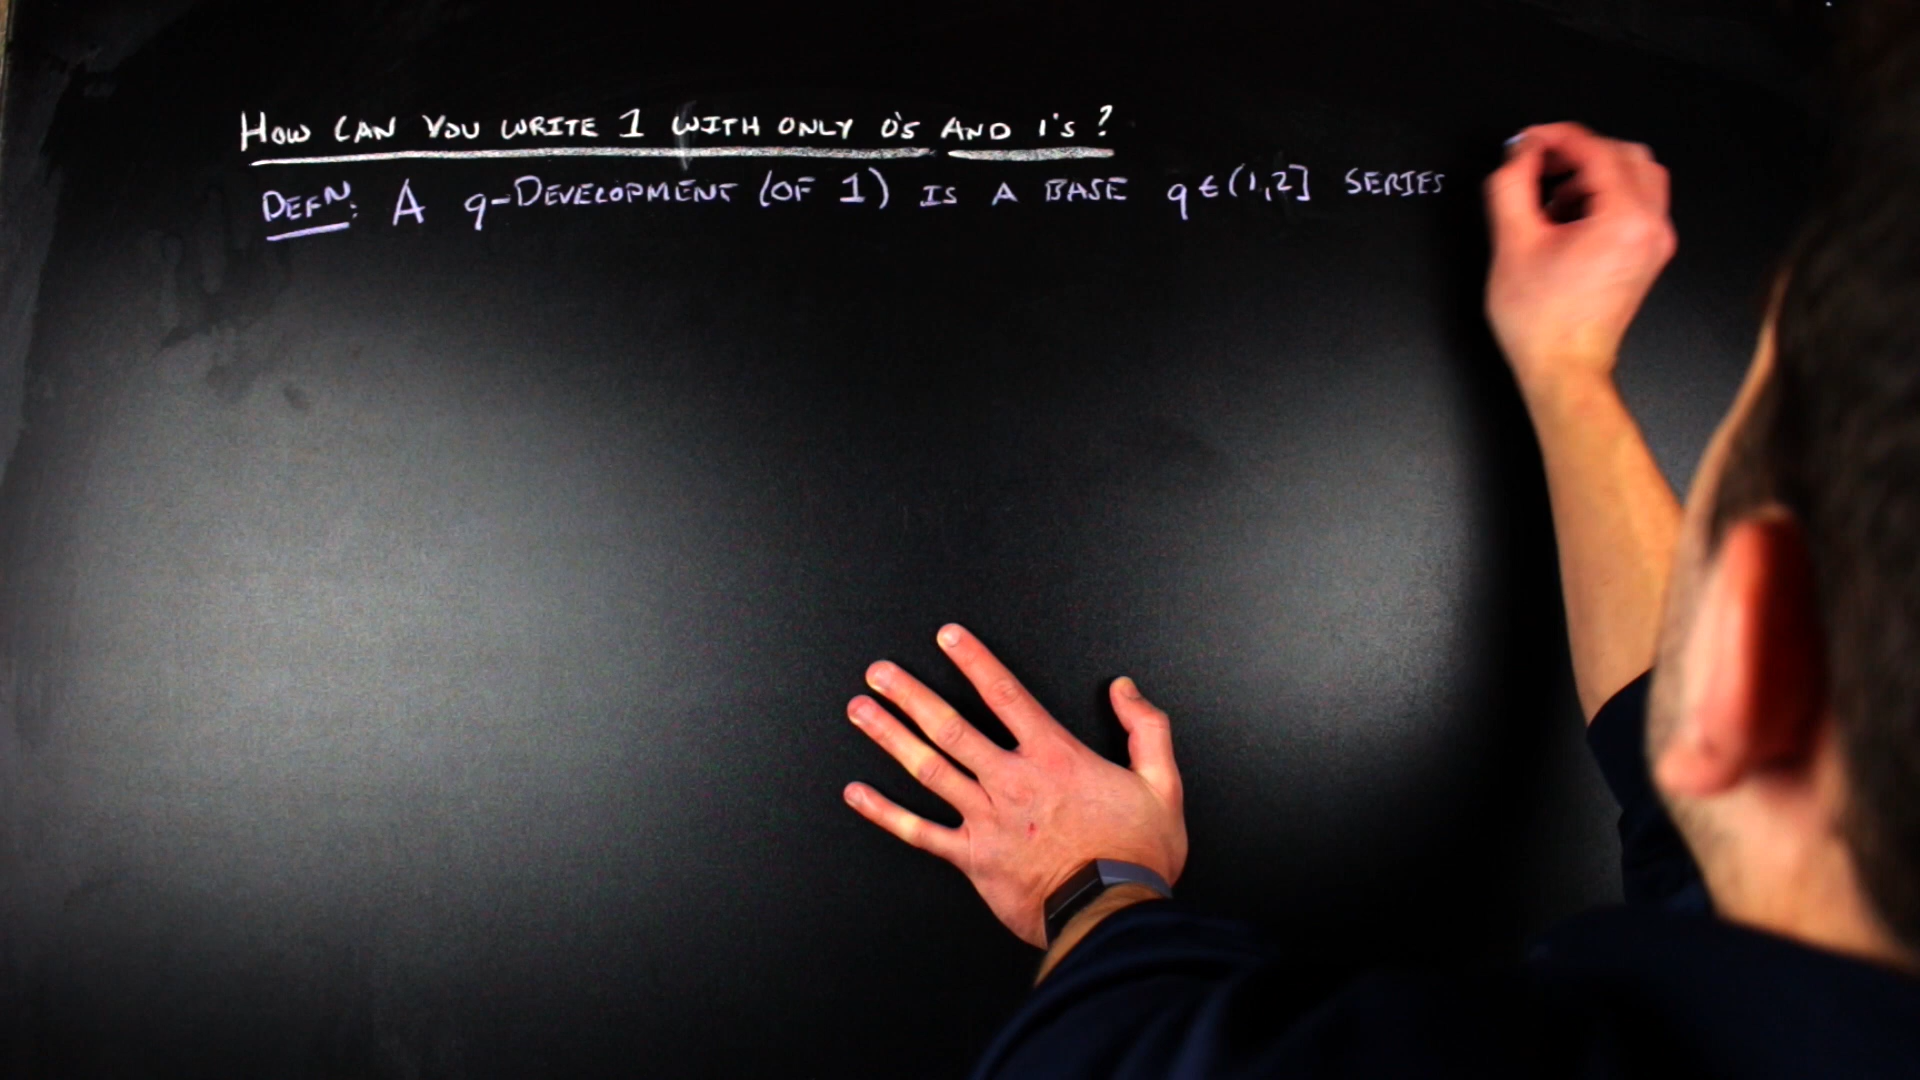 HOW CAN YOU WRITE 1 WITH ONLY 0'S AND 1'S?
DEFN: A q-DEVELOPMENT (OF 1) IS A BASE q∈(1,2] SERIES